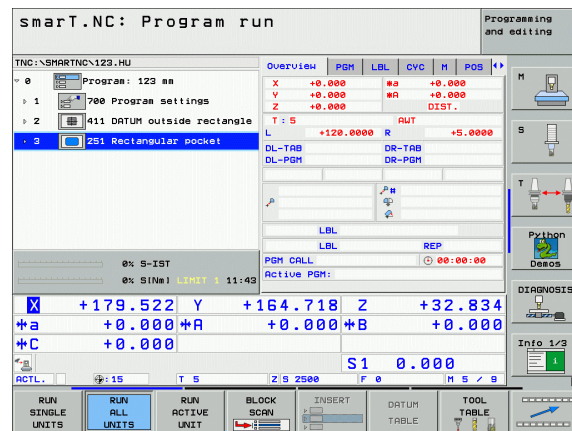 smarT.NC: Program run
Programming and editing
TNC:\SMARTNC\123.HU
0 Program: 123 mm
1 700 Program settings
2 411 DATUM outside rectangle
3 251 Rectangular pocket
0% S-IST
0% S[Nm] LIMIT 1 11:43
Overview PGM LBL CYC M POS
X +0.000 *a +0.000
Y +0.000 *A +0.000
Z +0.000 DIST.
T : 5 AWT
L +120.0000 R +5.0000
DL-TAB DR-TAB
DL-PGM DR-PGM
LBL
LBL REP
PGM CALL 00:00:00
Active PGM:
X +179.522 Y +164.718 Z +32.834
*a +0.000 *A +0.000 *B +0.000
*C +0.000
S1 0.000
ACTL. :15 T 5 Z S 2500 F 0 M 5 / 9
M
S
T
Python Demos
DIAGNOSIS
Info 1/3
RUN SINGLE UNITS
RUN ALL UNITS
RUN ACTIVE UNIT
BLOCK SCAN
INSERT
DATUM TABLE
TOOL TABLE